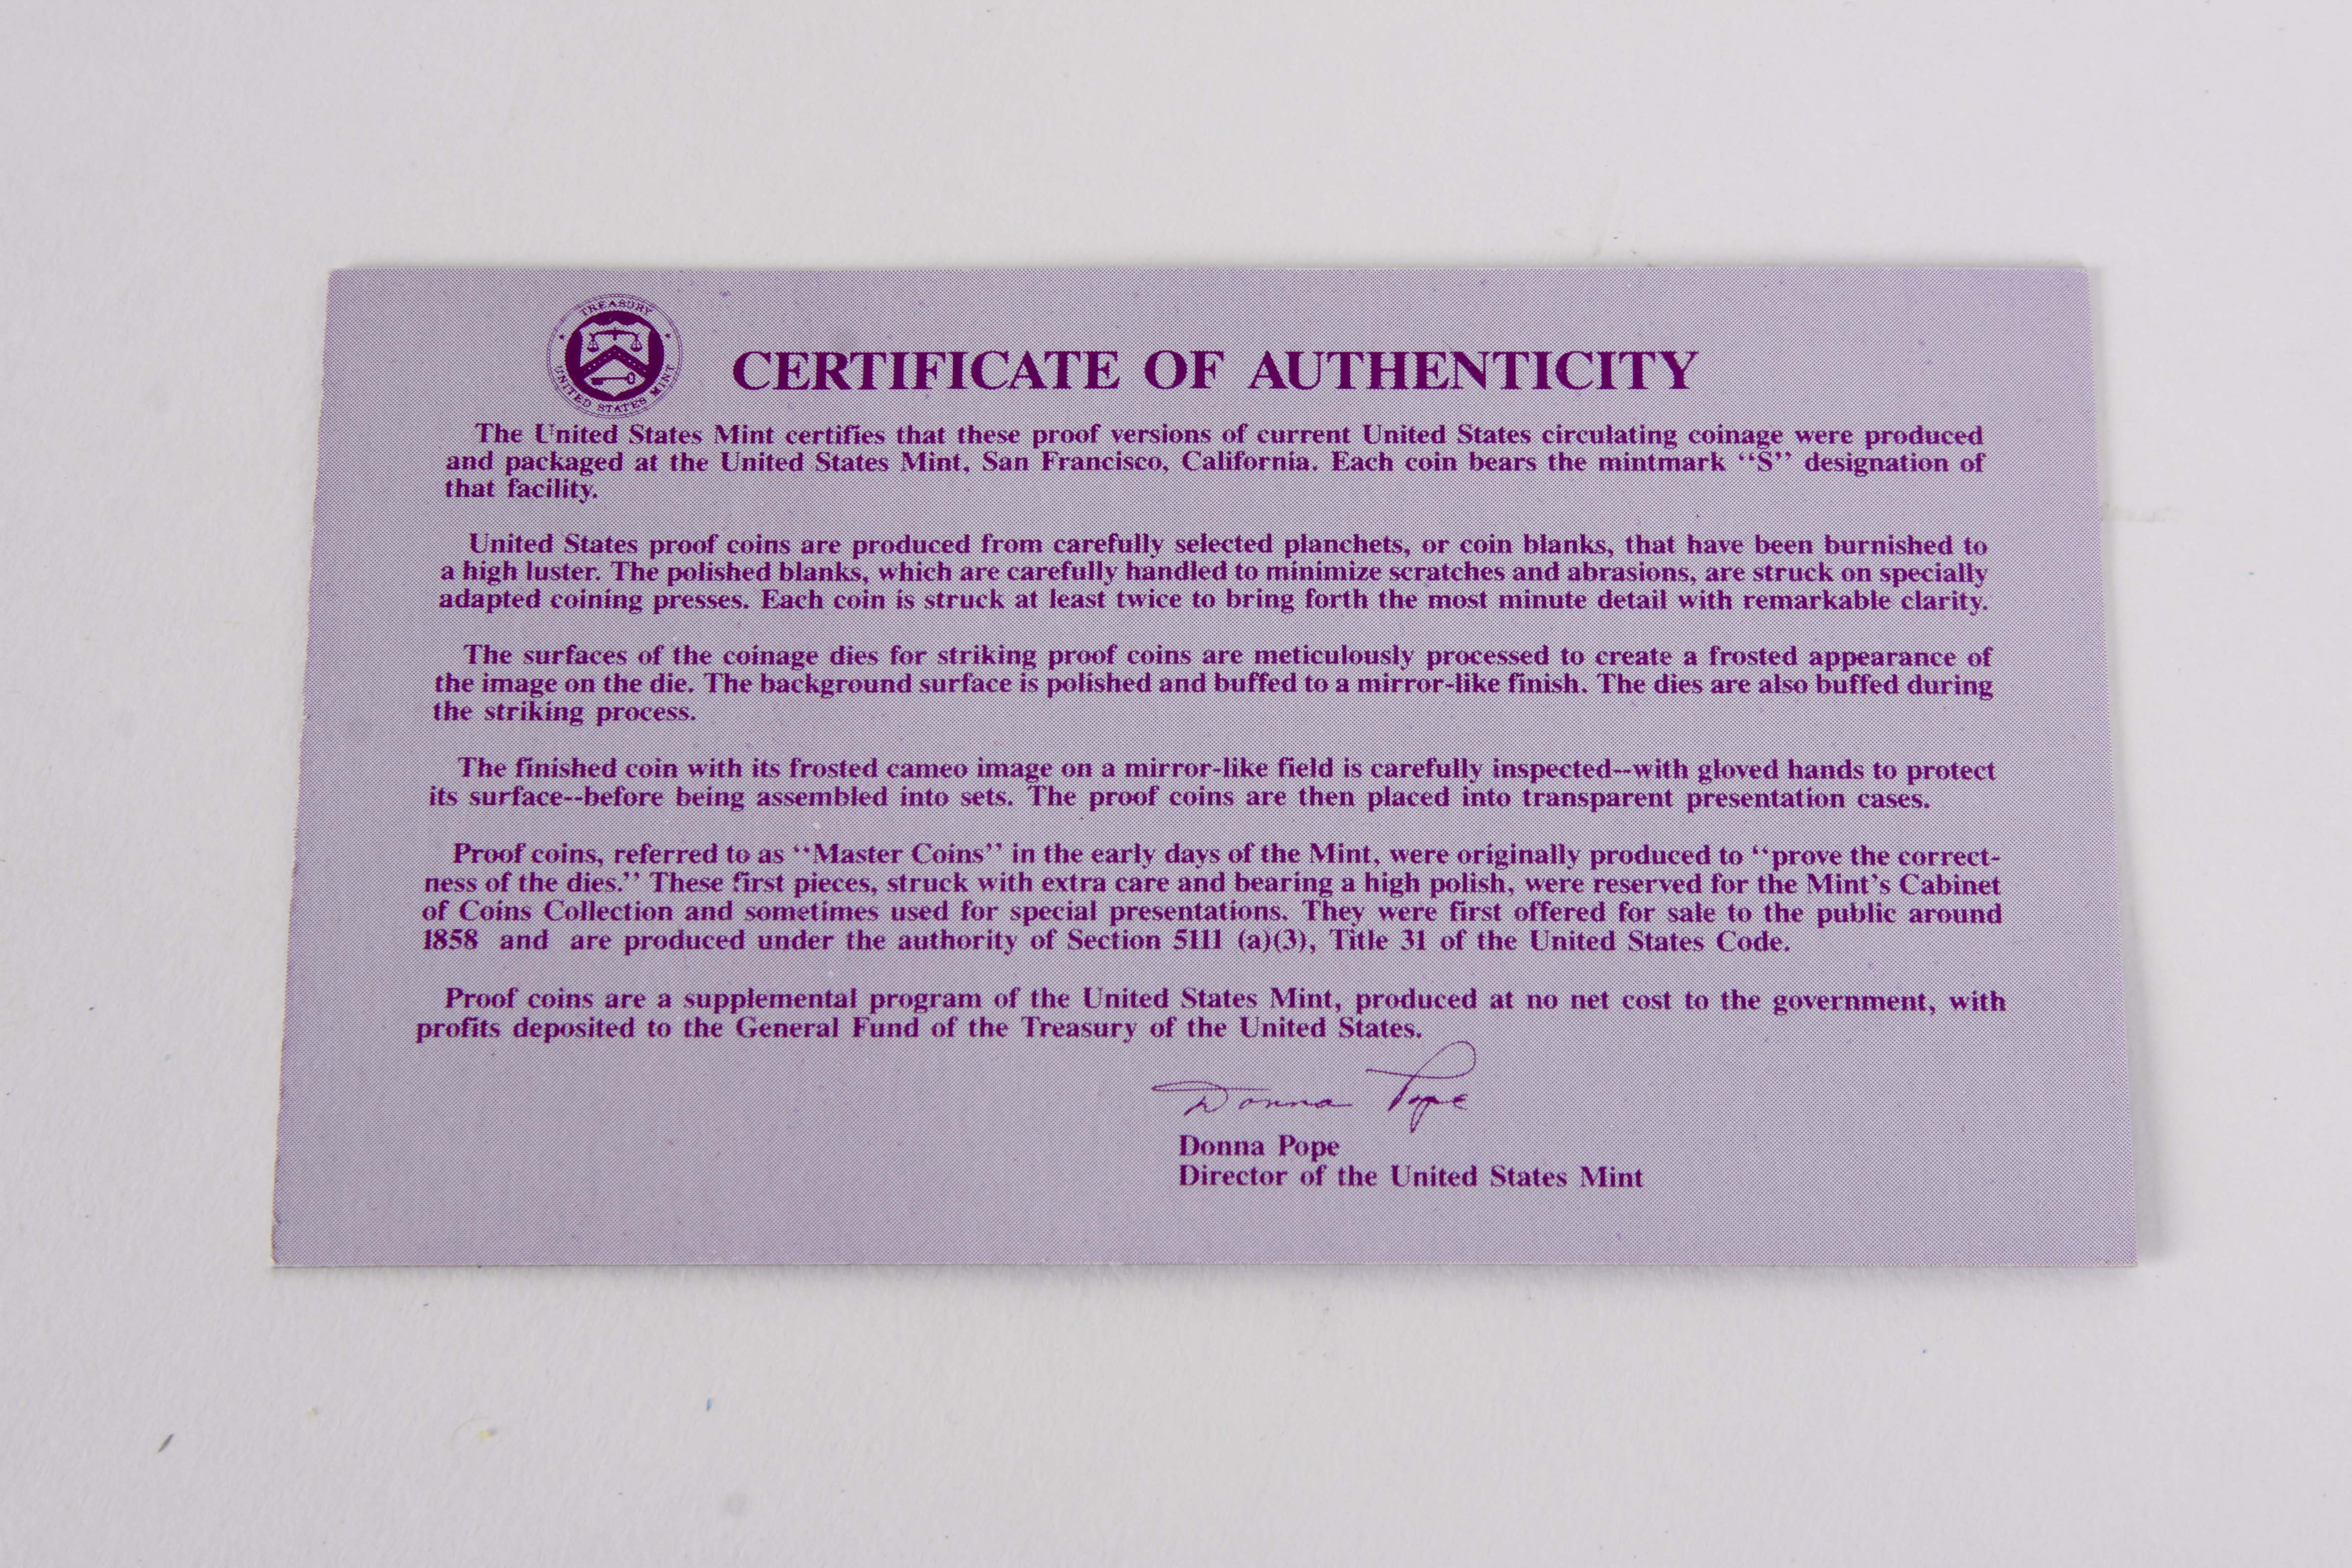 TREASURY
UNITED STATES MINT
CERTIFICATE OF AUTHENTICITY
The United States Mint certifies that these proof versions of current United States circulating coinage were produced
and packaged at the United States Mint, San Francisco, California. Each coin bears the mintmark “S” designation of
that facility.
United States proof coins are produced from carefully selected planchets, or coin blanks, that have been burnished to
a high luster. The polished blanks, which are carefully handled to minimize scratches and abrasions, are struck on specially
adapted coining presses. Each coin is struck at least twice to bring forth the most minute detail with remarkable clarity.
The surfaces of the coinage dies for striking proof coins are meticulously processed to create a frosted appearance of
the image on the die. The background surface is polished and buffed to a mirror-like finish. The dies are also buffed during
the striking process.
The finished coin with its frosted cameo image on a mirror-like field is carefully inspected--with gloved hands to protect
its surface--before being assembled into sets. The proof coins are then placed into transparent presentation cases.
Proof coins, referred to as “Master Coins” in the early days of the Mint, were originally produced to “prove the correct-
ness of the dies.” These first pieces, struck with extra care and bearing a high polish, were reserved for the Mint’s Cabinet
of Coins Collection and sometimes used for special presentations. They were first offered for sale to the public around
1858 and are produced under the authority of Section 5111 (a)(3), Title 31 of the United States Code.
Proof coins are a supplemental program of the United States Mint, produced at no net cost to the government, with
profits deposited to the General Fund of the Treasury of the United States.
Donna Pope
Donna Pope
Director of the United States Mint